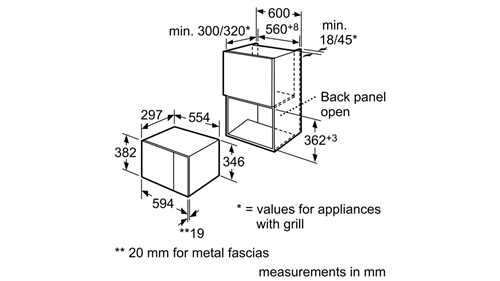 600
min. 300/320*
560+8
min.
18/45*
Back panel
open
362+3
297
554
382
346
594
**19
* = values for appliances
with grill
** 20 mm for metal fascias
measurements in mm